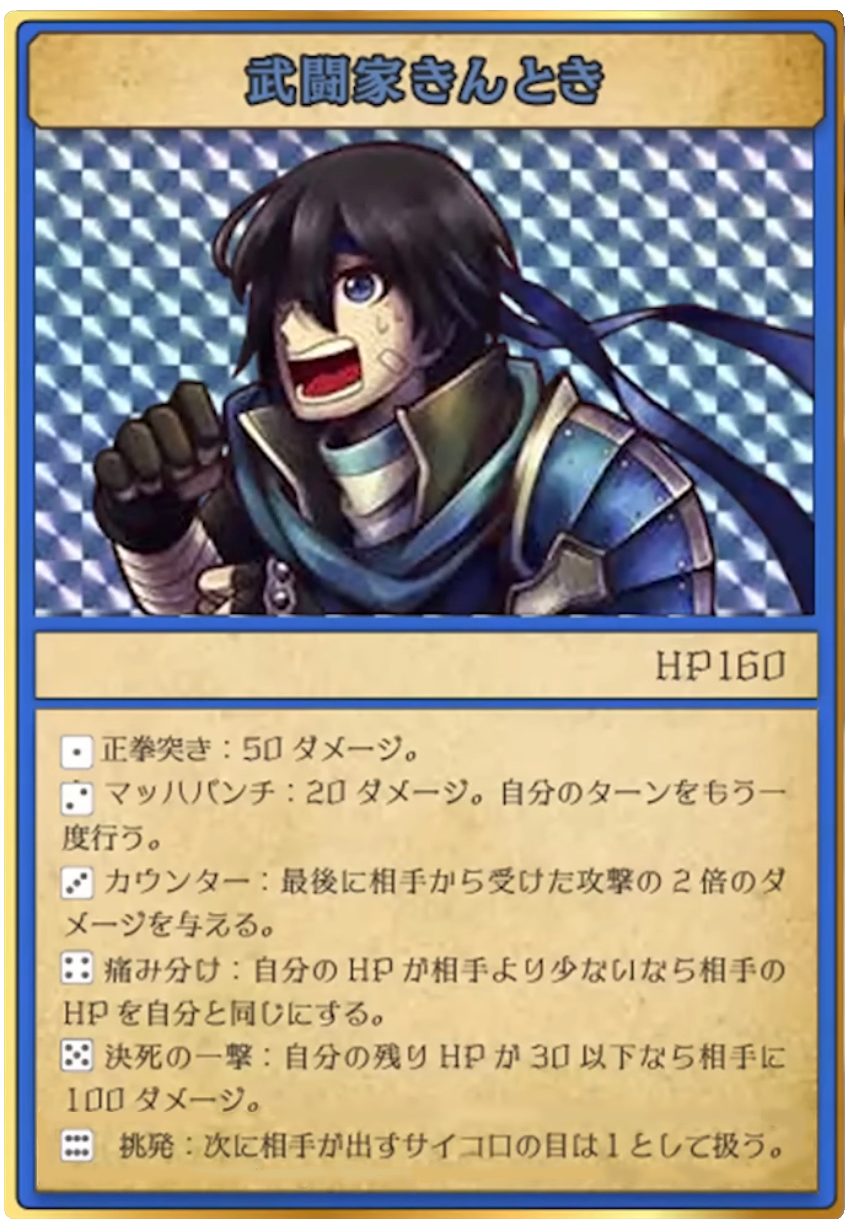 武闘家きんとき
HP160
⚀ 正拳突き：50 ダメージ。
⚁ マッハパンチ：20 ダメージ。自分のターンをもう一
度行う。
⚂ カウンター：最後に相手から受けた攻撃の 2 倍のダ
メージを与える。
⚃ 痛み分け：自分の HP が相手より少ないなら相手の
HP を自分と同じにする。
⚄ 決死の一撃：自分の残り HP が 30 以下なら相手に
100 ダメージ。
⚅ 挑発：次に相手が出すサイコロの目は 1 として扱う。